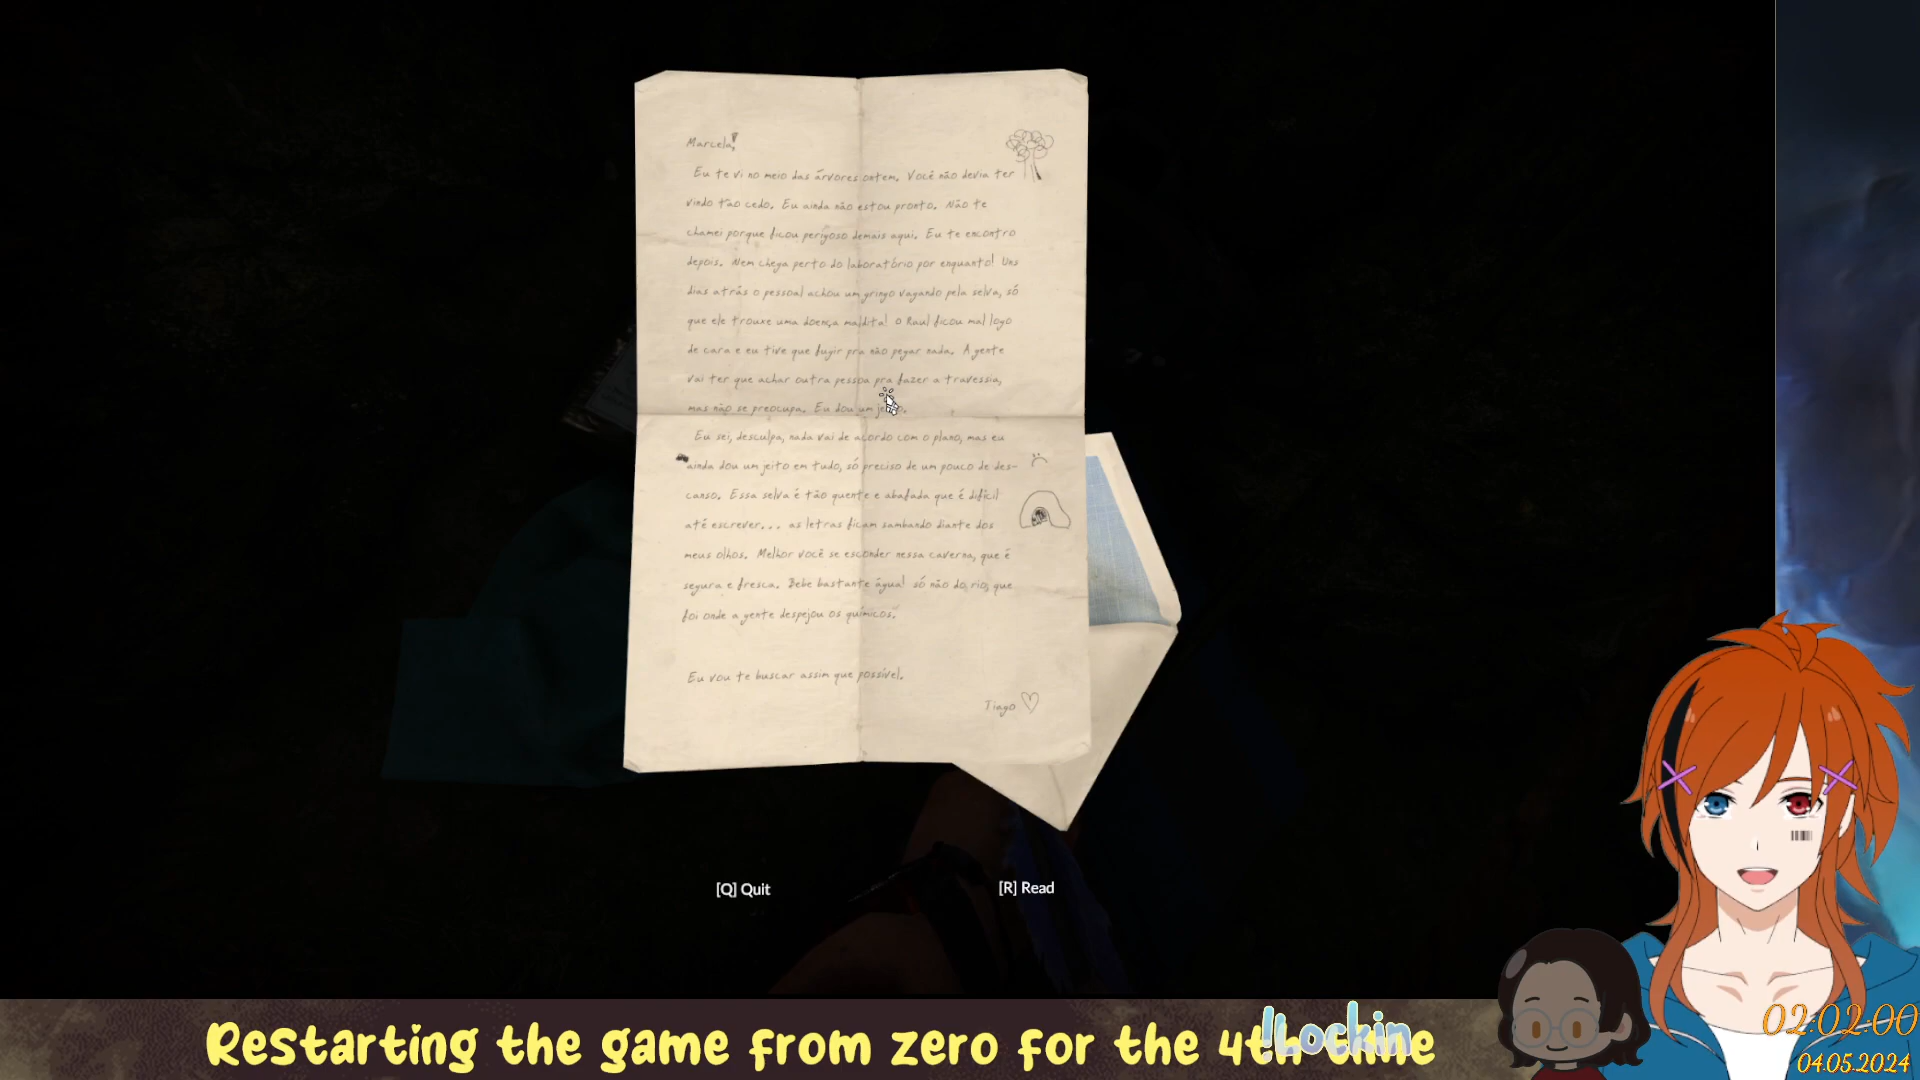 Marcela,
Eu te vi no meio das árvores ontem. Você não devia ter
vindo tão cedo. Eu ainda não estou pronto. Não te
chamei porque ficou perigoso demais aqui. Eu te encontro
depois. Nem chega perto do laboratório por enquanto! Uns
dias atrás o pessoal achou um gringo vagando pela selva, só
que ele trouxe uma doença maldita! o Raul ficou mal logo
de cara e eu tive que fugir pra não pegar nada. A gente
vai ter que achar outra pessoa pra fazer a travessia,
mas não se preocupa. Eu dou um
Eu sei, desculpa, nada vai de acordo com o plano, mas eu
ainda dou um jeito em tudo, só preciso de um pouco de des-
canso. Essa selva é tão quente e abafada que é difícil
até escrever... as letras ficam sambando diante dos
meus olhos. Melhor você se esconder nessa caverna, que é
segura e fresca. Bebe bastante água! só não do rio, que
foi onde a gente despejou os químicos.
Eu vou te buscar assim que possível.
Tiago
[Q] Quit
[R] Read
Restarting the game from zero for the 4th time
!Lockin
02:02:00
04.05.2024